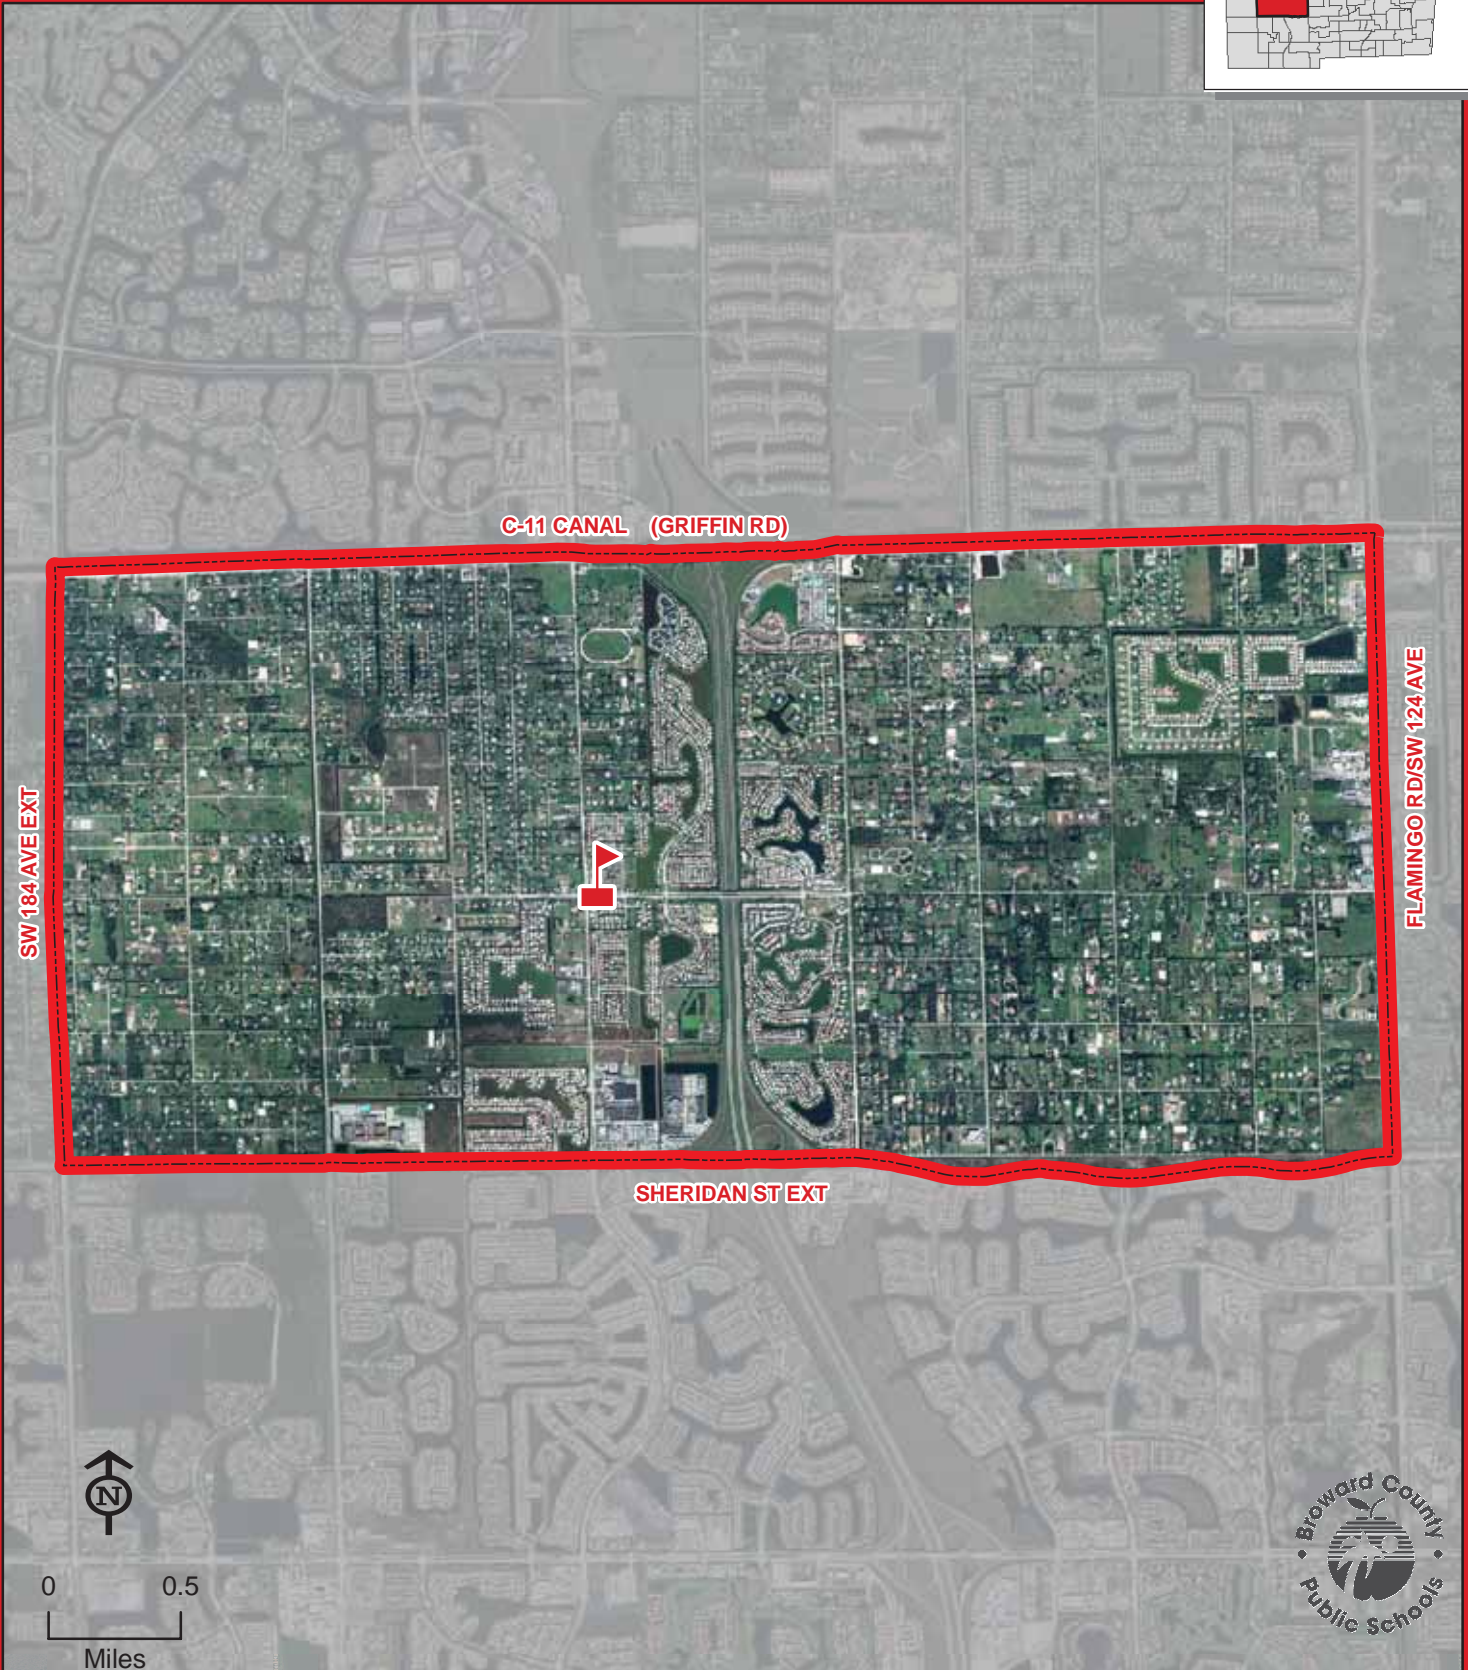 C-11 CANAL (GRIFFIN RD)
SW 184 AVE EXT
FLAMINGO RD/SW 124 AVE
SHERIDAN ST EXT
N
0 0.5
Miles
Broward County
Public Schools